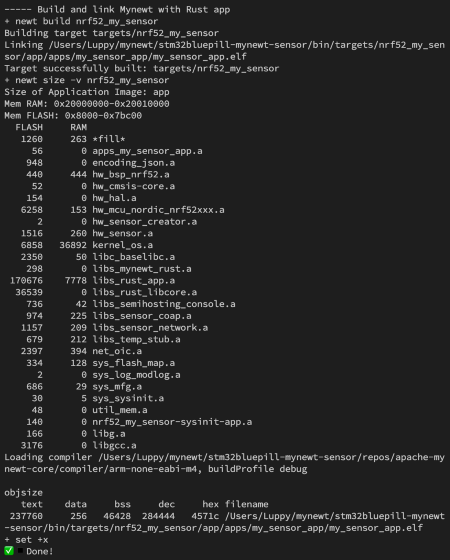 ----- Build and link Mynewt with Rust app
+ newt build nrf52_my_sensor
Building target targets/nrf52_my_sensor
Linking /Users/Luppy/mynewt/stm32bluepill-mynewt-sensor/bin/targets/nrf52_my_sen
sor/app/apps/my_sensor_app/my_sensor_app.elf
Target successfully built: targets/nrf52_my_sensor
+ newt size -v nrf52_my_sensor
Size of Application Image: app
Mem RAM: 0x20000000-0x20010000
Mem FLASH: 0x8000-0x7bc00
FLASH RAM
1260 263 *fill*
56 0 apps_my_sensor_app.a
948 0 encoding_json.a
440 444 hw_bsp_nrf52.a
52 0 hw_cmsis-core.a
154 0 hw_hal.a
6258 153 hw_mcu_nordic_nrf52xxx.a
2 0 hw_sensor_creator.a
1516 260 hw_sensor.a
6858 36892 kernel_os.a
2350 50 libc_baselibc.a
298 0 libs_mynewt_rust.a
170676 7778 libs_rust_app.a
36539 0 libs_rust_libcore.a
736 42 libs_semihosting_console.a
974 225 libs_sensor_coap.a
1157 209 libs_sensor_network.a
679 212 libs_temp_stub.a
2397 394 net_oic.a
334 128 sys_flash_map.a
2 0 sys_log_modlog.a
686 29 sys_mfg.a
30 5 sys_sysinit.a
48 0 util_mem.a
140 0 nrf52_my_sensor-sysinit-app.a
166 0 libg.a
3176 0 libgcc.a
Loading compiler /Users/Luppy/mynewt/stm32bluepill-mynewt-sensor/repos/apache-my
newt-core/compiler/arm-none-eabi-m4, buildProfile debug
objsize
text data bss dec hex filename
237760 256 46428 284444 4571c /Users/Luppy/mynewt/stm32bluepill-mynewt
-sensor/bin/targets/nrf52_my_sensor/app/apps/my_sensor_app/my_sensor_app.elf
+ set +x
✅ ◾ Done!